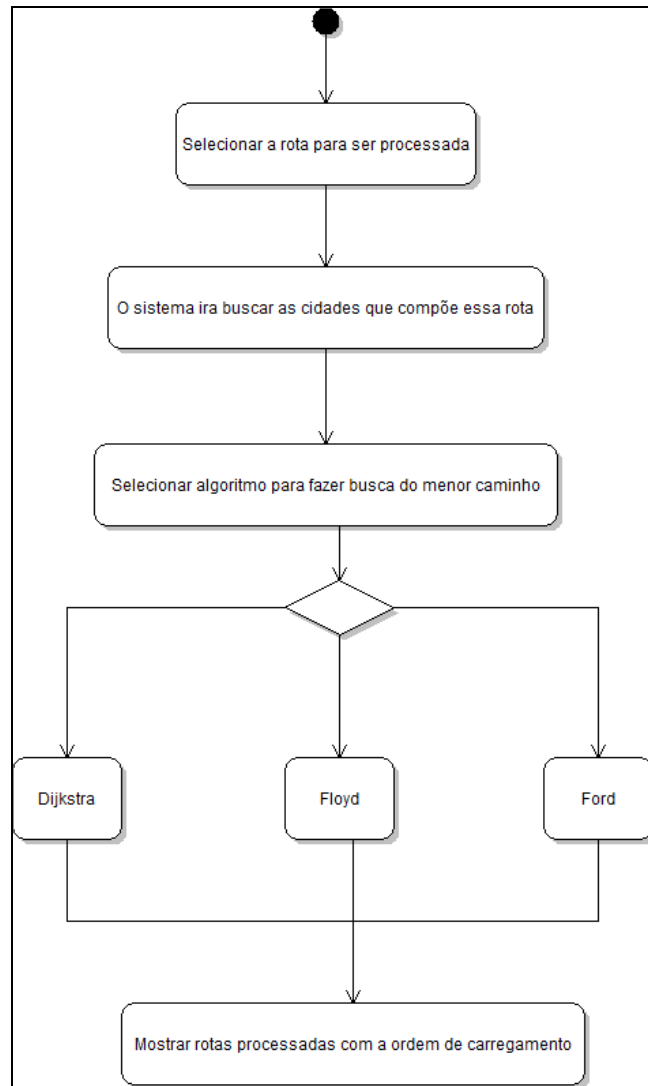 Selecionar a rota para ser processada
O sistema ira buscar as cidades que compõe essa rota
Selecionar algoritmo para fazer busca do menor caminho
Dijkstra
Floyd
Ford
Mostrar rotas processadas com a ordem de carregamento